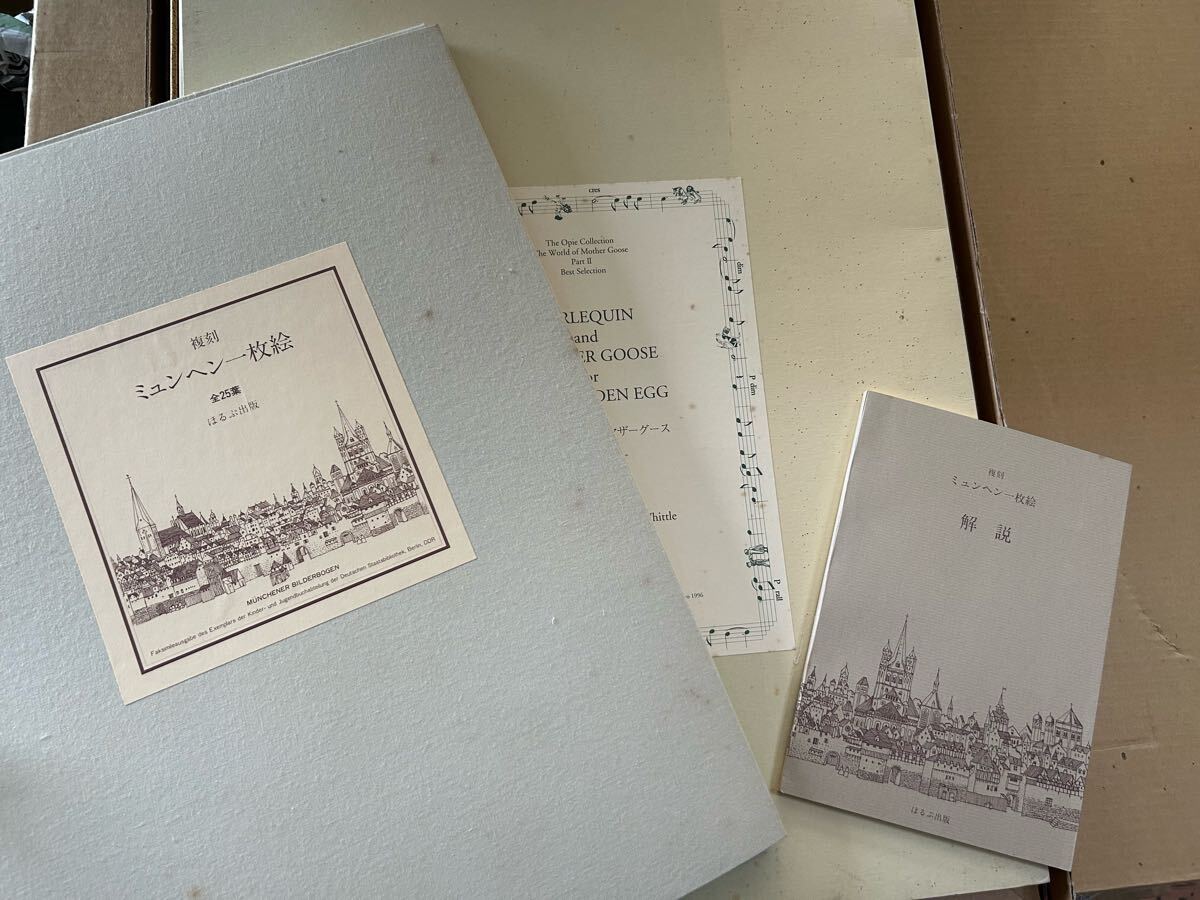 複刻
ミュンヘン一枚絵
全25葉
ほるぷ出版
MÜNCHENER BILDERBOGEN
Faksimileausgabe des Exemplars der Kinder- und Jugendbuchabteilung der Deutschen Staatsbibliothek, Berlin, DDR
cres
dim
P dim
P rall
The Opie Collection
The World of Mother Goose
Part II
Best Selection
RLEQUIN
and
ER GOOSE
or
DEN EGG
マザーグース
Whittle
1996
複刻
ミュンヘン一枚絵
解説
ほるぷ出版